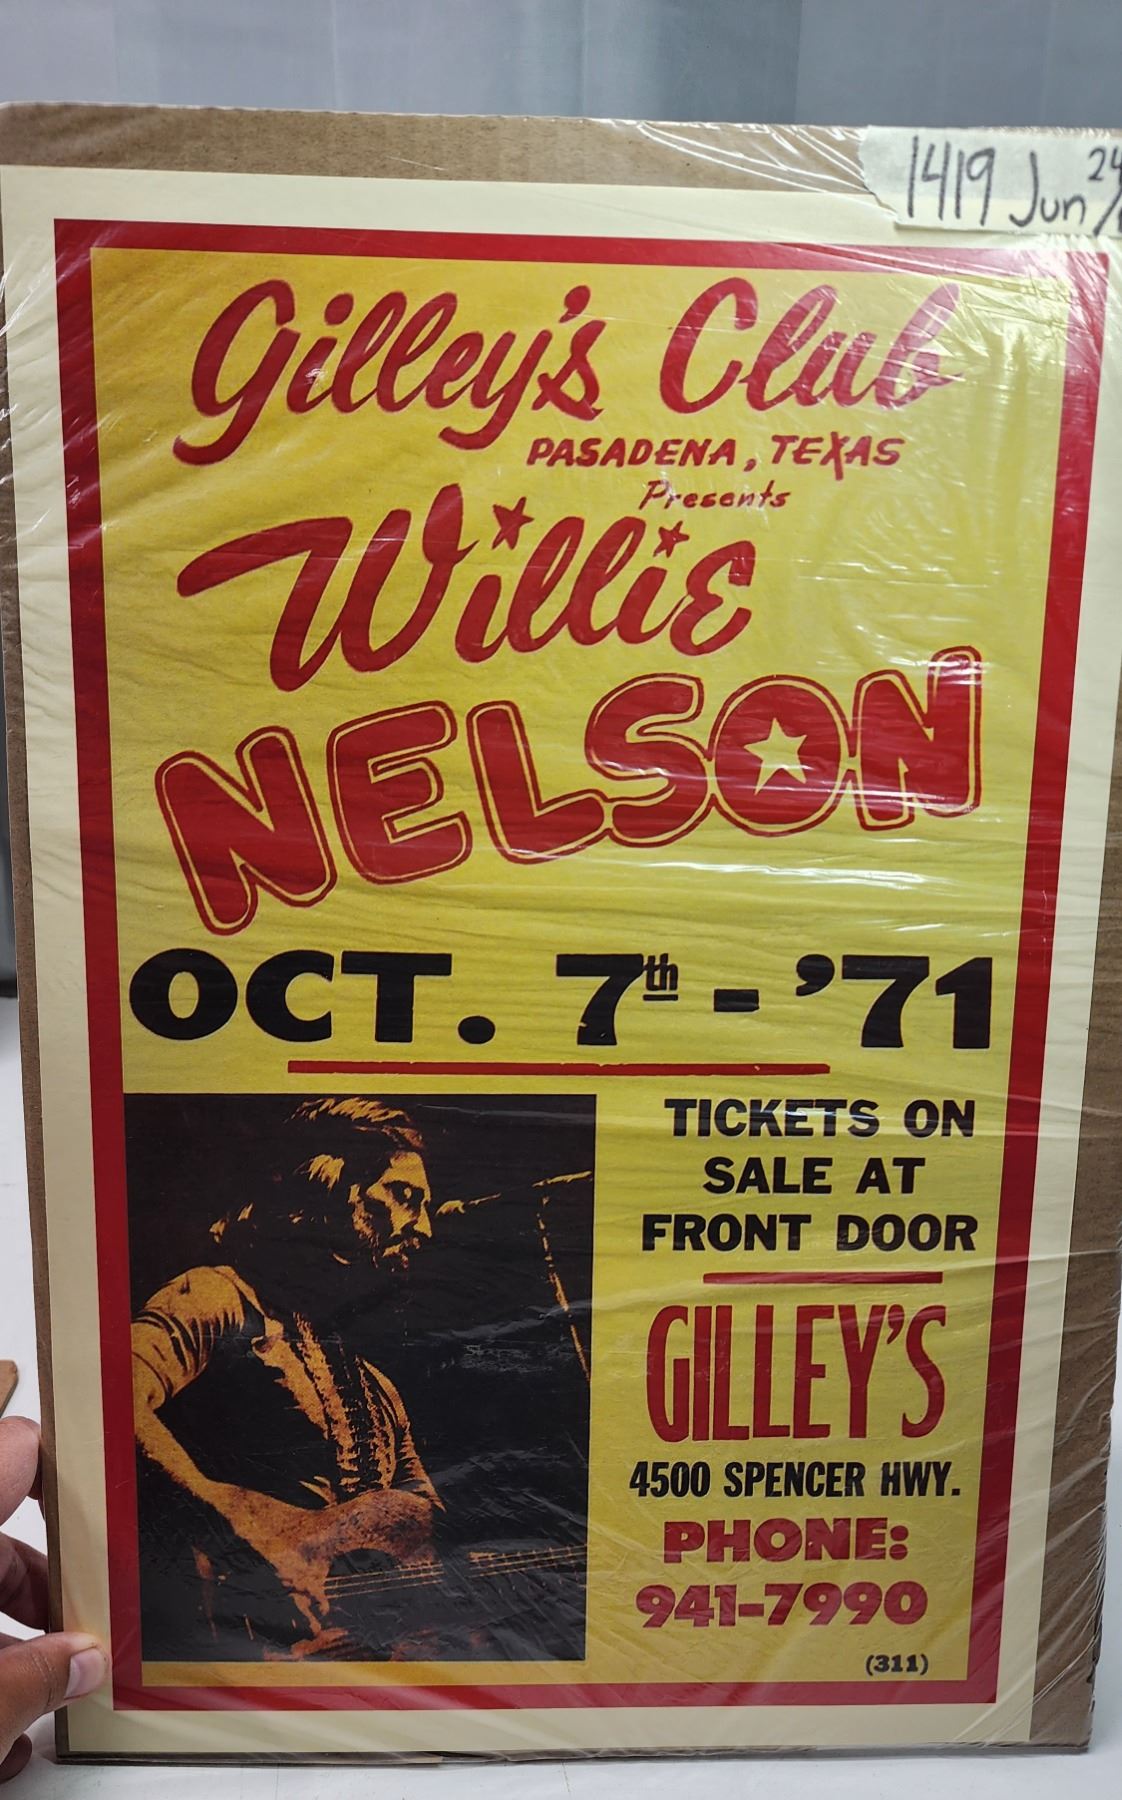 1419 Jun 24
Gilley's Club
PASADENA, TEXAS
Presents
Willie
NELSON
OCT. 7th - '71
TICKETS ON
SALE AT
FRONT DOOR
GILLEY'S
4500 SPENCER HWY.
PHONE:
941-7990
(311)